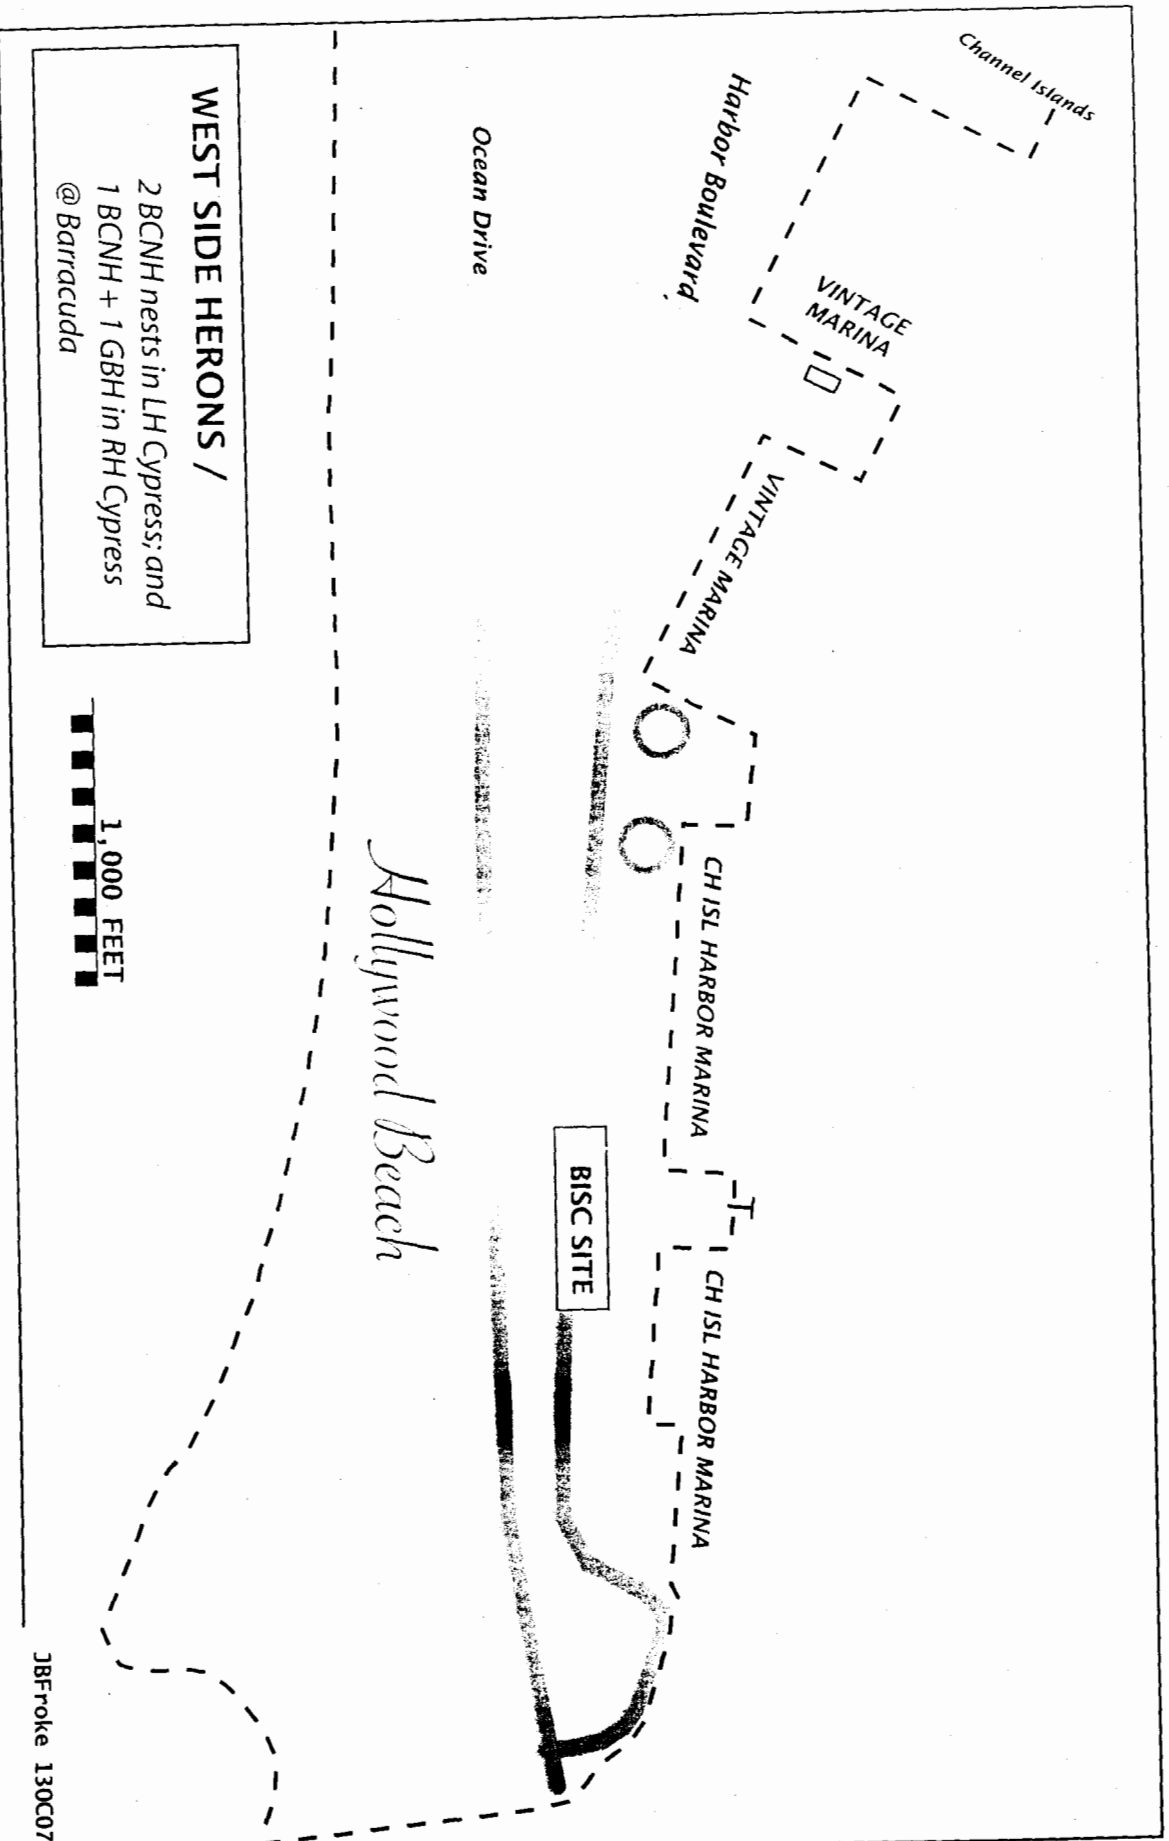 Channel Islands
Harbor Boulevard
VINTAGE
MARINA
Ocean Drive
VINTAGE MARINA
CH ISL HARBOR MARINA
T
CH ISL HARBOR MARINA
BISC SITE
Hollywood Beach
WEST SIDE HERONS /
2 BCNH nests in LH Cypress; and
1 BCNH + 1 GBH in RH Cypress
@ Barracuda
1,000 FEET
JBFroke 13OC07